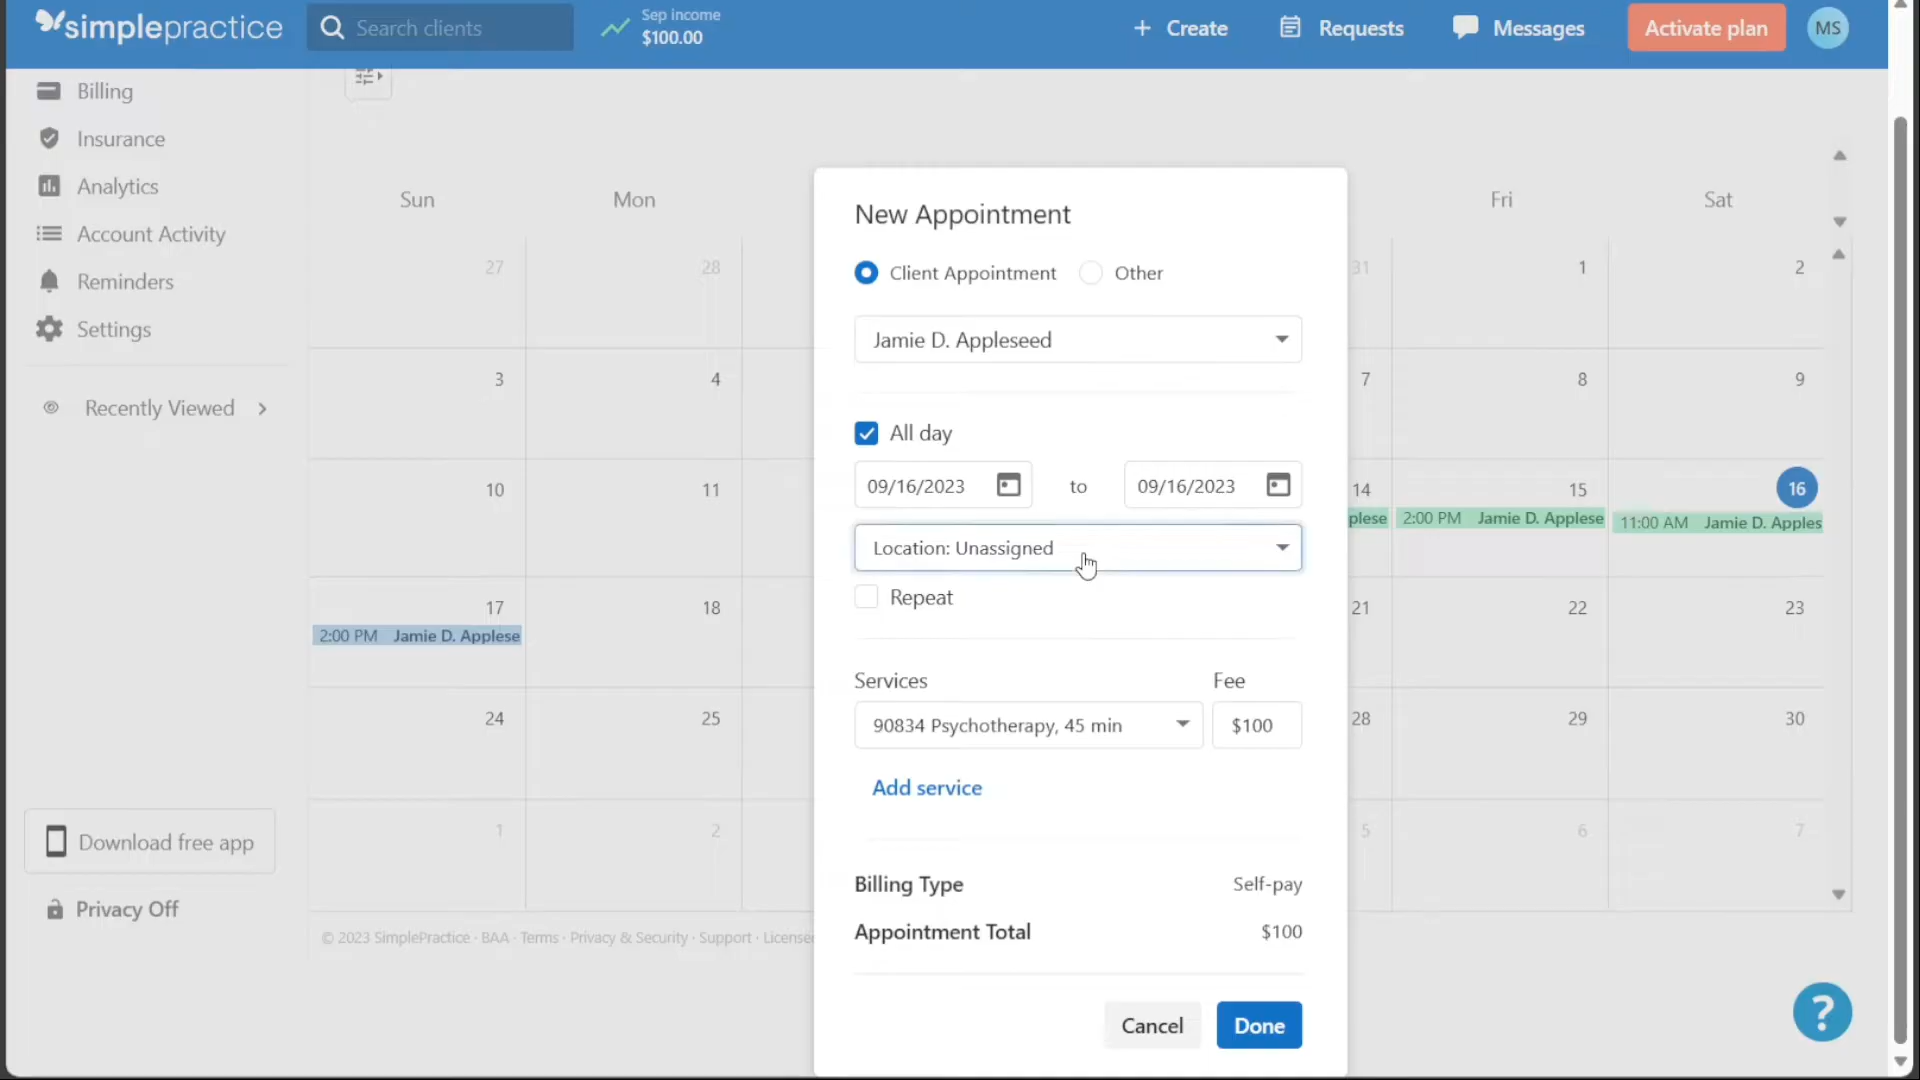 simplepractice
Search clients
Sep income
$100.00
+ Create
Requests
Messages
Activate plan
MS
Billing
Insurance
Analytics
Account Activity
Reminders
Settings
Recently Viewed
Download free app
Privacy Off
Sun
Mon
Fri
Sat
27
28
31
1
2
3
4
7
8
9
10
11
14
15
16
plese
2:00 PM Jamie D. Applese
11:00 AM Jamie D. Apples
17
18
21
22
23
2:00 PM Jamie D. Applese
24
25
28
29
30
1
2
5
6
7
© 2023 SimplePractice · BAA · Terms · Privacy & Security · Support · License
New Appointment
Client Appointment
Other
Jamie D. Appleseed
All day
09/16/2023 to 09/16/2023
Location: Unassigned
Repeat
Services Fee
90834 Psychotherapy, 45 min $100
Add service
Billing Type Self-pay
Appointment Total $100
Cancel Done
?